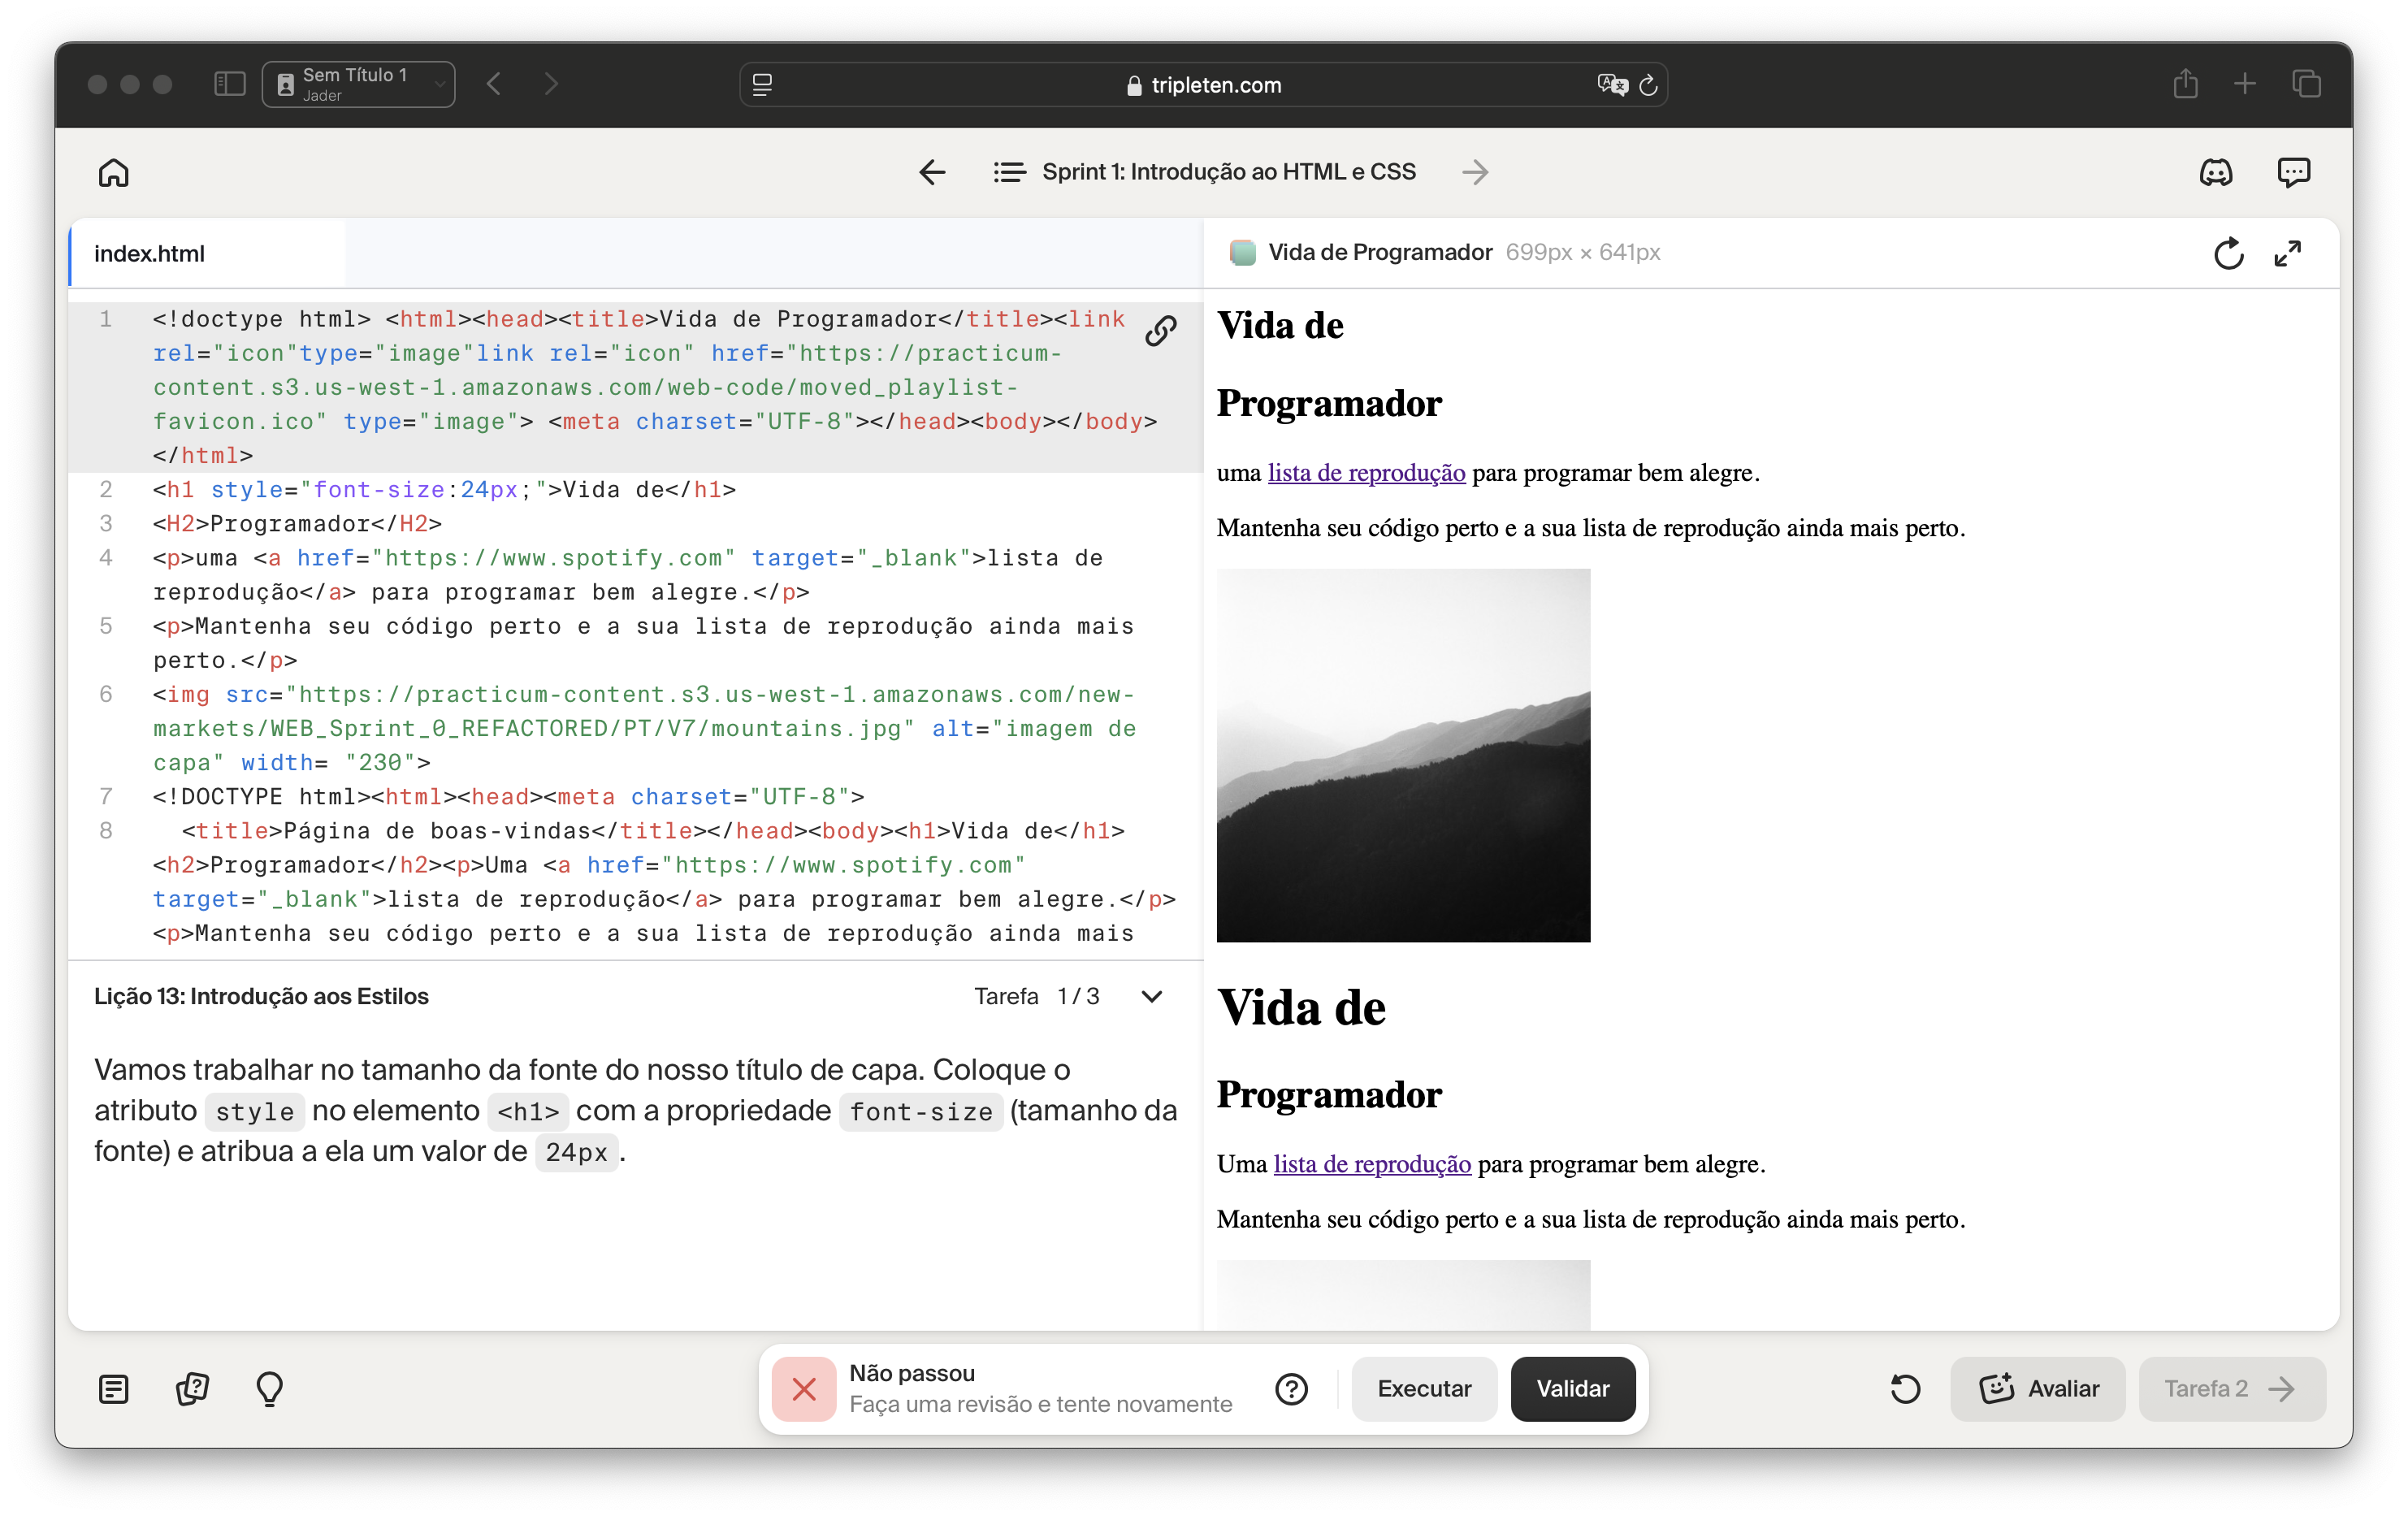 Sem Título 1
Jader
tripleten.com
Sprint 1: Introdução ao HTML e CSS
index.html
1 <!doctype html> <html><head><title>Vida de Programador</title><link
rel="icon"type="image"link rel="icon" href="https://practicum-
content.s3.us-west-1.amazonaws.com/web-code/moved_playlist-
favicon.ico" type="image"> <meta charset="UTF-8"></head><body></body>
</html>
2 <h1 style="font-size:24px;">Vida de</h1>
3 <H2>Programador</H2>
4 <p>uma <a href="https://www.spotify.com" target="_blank">lista de
reprodução</a> para programar bem alegre.</p>
5 <p>Mantenha seu código perto e a sua lista de reprodução ainda mais
perto.</p>
6 <img src="https://practicum-content.s3.us-west-1.amazonaws.com/new-
markets/WEB_Sprint_0_REFACTORED/PT/V7/mountains.jpg" alt="imagem de
capa" width= "230">
7 <!DOCTYPE html><html><head><meta charset="UTF-8">
8 <title>Página de boas-vindas</title></head><body><h1>Vida de</h1>
<h2>Programador</h2><p>Uma <a href="https://www.spotify.com"
target="_blank">lista de reprodução</a> para programar bem alegre.</p>
<p>Mantenha seu código perto e a sua lista de reprodução ainda mais
Lição 13: Introdução aos Estilos
Tarefa 1 / 3
Vamos trabalhar no tamanho da fonte do nosso título de capa. Coloque o
atributo style no elemento <h1> com a propriedade font-size (tamanho da
fonte) e atribua a ela um valor de 24px .
Vida de Programador 699px × 641px
Vida de
Programador
uma lista de reprodução para programar bem alegre.
Mantenha seu código perto e a sua lista de reprodução ainda mais perto.
Vida de
Programador
Uma lista de reprodução para programar bem alegre.
Mantenha seu código perto e a sua lista de reprodução ainda mais perto.
Não passou
Faça uma revisão e tente novamente
Executar
Validar
Avaliar
Tarefa 2